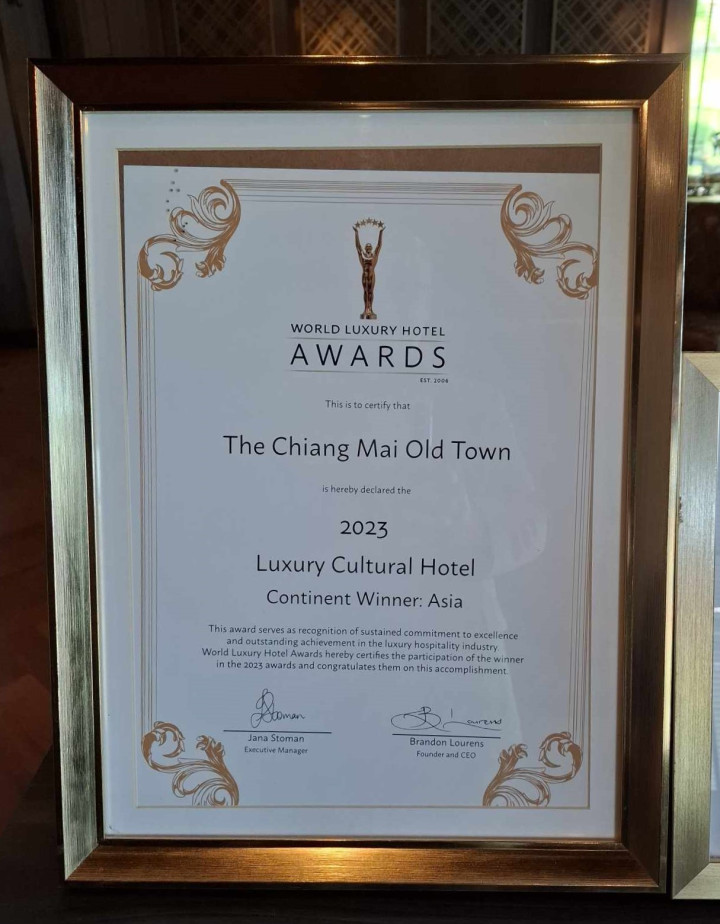 WORLD LUXURY HOTEL
AWARDS
EST. 2006
This is to certify that
The Chiang Mai Old Town
is hereby declared the
2023
Luxury Cultural Hotel
Continent Winner: Asia
This award serves as recognition of sustained commitment to excellence
and outstanding achievement in the luxury hospitality industry.
World Luxury Hotel Awards hereby certifies the participation of the winner
in the 2023 awards and congratulates them on this accomplishment.
JStoman
B Lourens
Jana Stoman
Brandon Lourens
Executive Manager
Founder and CEO